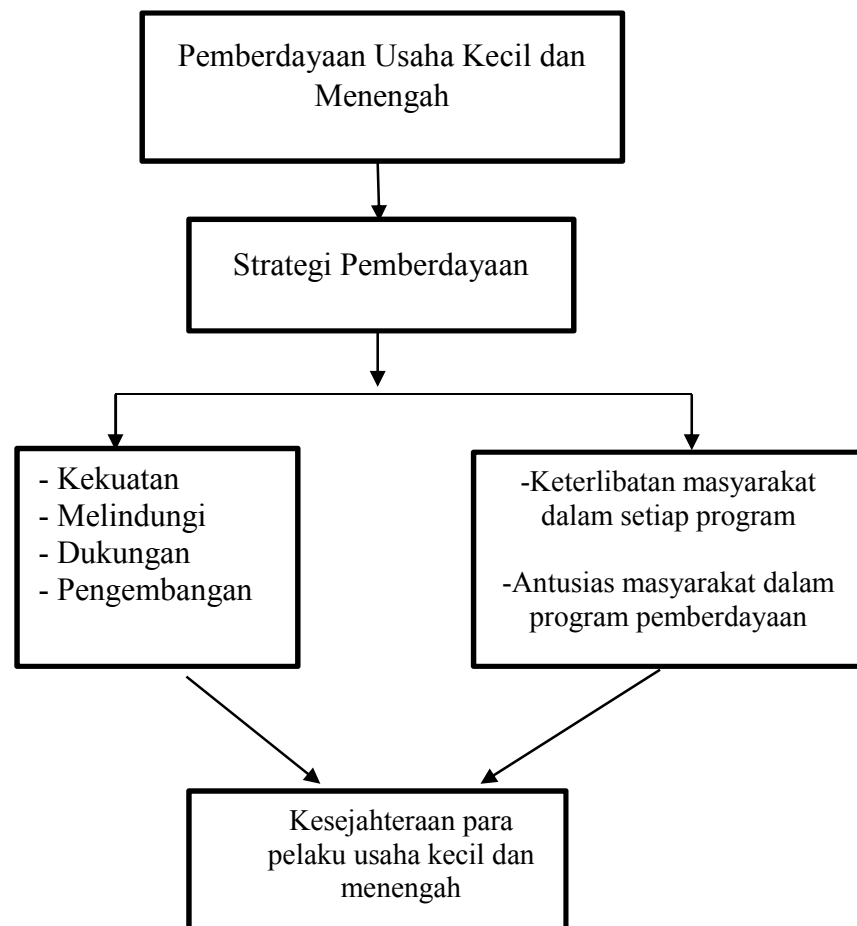 Pemberdayaan Usaha Kecil dan
Menengah
Strategi Pemberdayaan
- Kekuatan
- Melindungi
- Dukungan
- Pengembangan
-Keterlibatan masyarakat
dalam setiap program
-Antusias masyarakat dalam
program pemberdayaan
Kesejahteraan para
pelaku usaha kecil dan
menengah